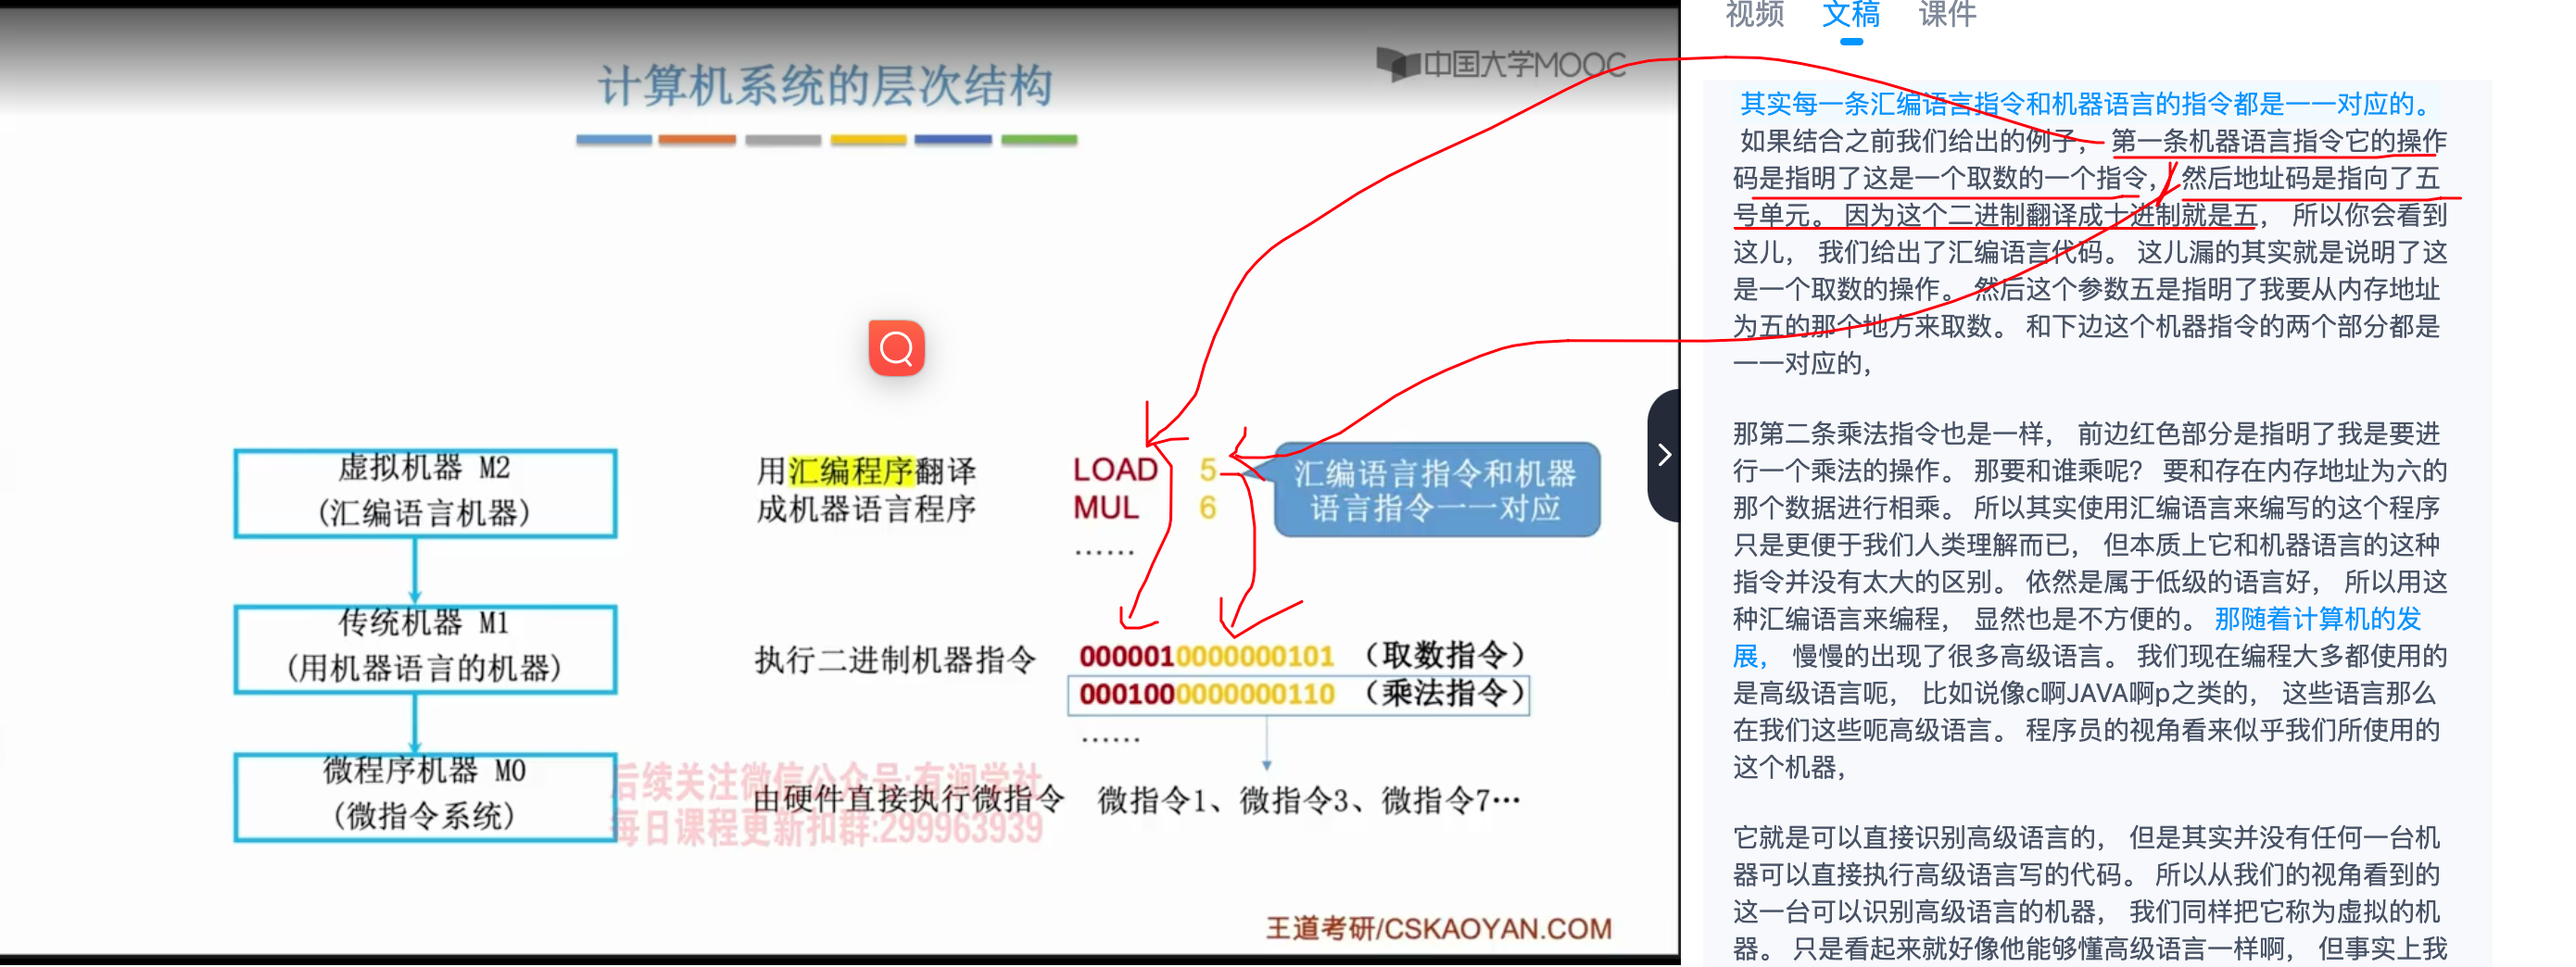 计算机系统的层次结构
中国大学MOOC
虚拟机器 M2
(汇编语言机器)
用汇编程序翻译
成机器语言程序
LOAD 5
MUL 6
……
汇编语言指令和机器
语言指令一一对应
传统机器 M1
(用机器语言的机器)
执行二进制机器指令
0000010000000101 （取数指令）
0001000000000110 （乘法指令）
……
微程序机器 M0
(微指令系统)
由硬件直接执行微指令
微指令1、微指令3、微指令7…
后续关注微信公众号:有润学社
每日课程更新扣群:299963939
王道考研/CSKAOYAN.COM
视频 文稿 课件
其实每一条汇编语言指令和机器语言的指令都是一一对应的。
如果结合之前我们给出的例子， 第一条机器语言指令它的操作
码是指明了这是一个取数的一个指令， 然后地址码是指向了五
号单元。 因为这个二进制翻译成十进制就是五， 所以你会看到
这儿， 我们给出了汇编语言代码。 这儿漏的其实就是说明了这
是一个取数的操作。 然后这个参数五是指明了我要从内存地址
为五的那个地方来取数。 和下边这个机器指令的两个部分都是
一一对应的，
那第二条乘法指令也是一样， 前边红色部分是指明了我是要进
行一个乘法的操作。 那要和谁乘呢？ 要和存在内存地址为六的
那个数据进行相乘。 所以其实使用汇编语言来编写的这个程序
只是更便于我们人类理解而已， 但本质上它和机器语言的这种
指令并没有太大的区别。 依然是属于低级的语言好， 所以用这
种汇编语言来编程， 显然也是不方便的。 那随着计算机的发
展， 慢慢的出现了很多高级语言。 我们现在编程大多都使用的
是高级语言呃， 比如说像c啊JAVA啊p之类的， 这些语言那么
在我们这些呃高级语言。 程序员的视角看来似乎我们所使用的
这个机器，
它就是可以直接识别高级语言的， 但是其实并没有任何一台机
器可以直接执行高级语言写的代码。 所以从我们的视角看到的
这一台可以识别高级语言的机器， 我们同样把它称为虚拟的机
器。 只是看起来就好像他能够懂高级语言一样啊， 但事实上我